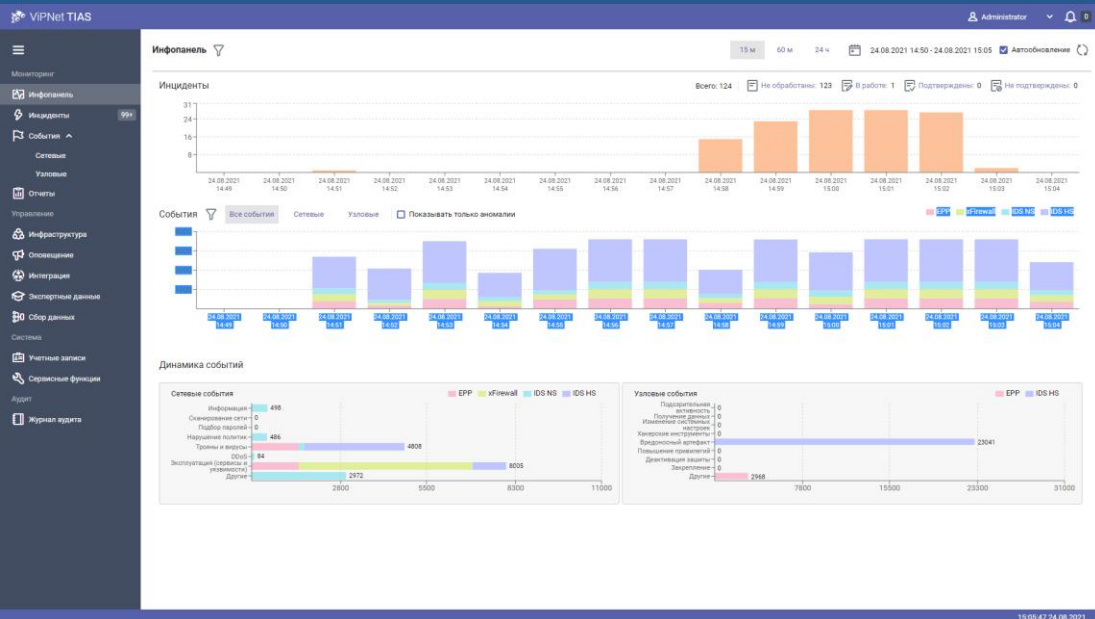 ViPNet TIAS
Administrator
0
Мониторинг
Инфопанель
Инциденты 99+
События
Сетевые
Узловые
Отчеты
Управление
Инфраструктура
Оповещение
Интеграция
Экспертные данные
Сбор данных
Система
Учетные записи
Сервисные функции
Аудит
Журнал аудита
Инфопанель
15 м 60 м 24 ч 24.08.2021 14:50 - 24.08.2021 15:05 Автообновление
Инциденты
Всего: 124 Не обработаны: 123 В работе: 1 Подтверждены: 0 Не подтверждены: 0
31
24
16
8
24.08.2021 24.08.2021 24.08.2021 24.08.2021 24.08.2021 24.08.2021 24.08.2021 24.08.2021 24.08.2021 24.08.2021 24.08.2021 24.08.2021 24.08.2021 24.08.2021 24.08.2021 24.08.2021
14:49 14:50 14:51 14:52 14:53 14:54 14:55 14:56 14:57 14:58 14:59 15:00 15:01 15:02 15:03 15:04
События Все события Сетевые Узловые Показывать только аномалии
EPP xFirewall IDS NS IDS HS
24.08.2021 24.08.2021 24.08.2021 24.08.2021 24.08.2021 24.08.2021 24.08.2021 24.08.2021 24.08.2021 24.08.2021 24.08.2021 24.08.2021 24.08.2021 24.08.2021 24.08.2021 24.08.2021
14:49 14:50 14:51 14:52 14:53 14:54 14:55 14:56 14:57 14:58 14:59 15:00 15:01 15:02 15:03 15:04
Динамика событий
Сетевые события EPP xFirewall IDS NS IDS HS
Информация 498
Сканирование сети 0
Подбор паролей 0
Нарушение политик 486
Трояны и вирусы 4808
DDoS 84
Эксплуатация (сервисы и
уязвимости) 8005
Другие 2972
2800 5500 8300 11000
Узловые события EPP IDS HS
Подозрительная
активность 0
Получение данных 0
Изменение системных
настроек 0
Хакерские инструменты 0
Вредоносный артефакт 23041
Повышение привилегий 0
Деактивация защиты 0
Закрепление 0
Другие 2968
7800 15500 23300 31000
15:05:47 24.08.2021